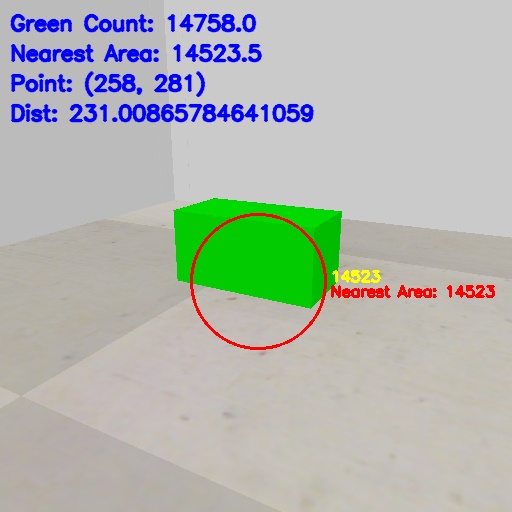 Green Count: 14758.0
Nearest Area: 14523.5
Point: (258, 281)
Dist: 231.00865784641059
14523
Nearest Area: 14523